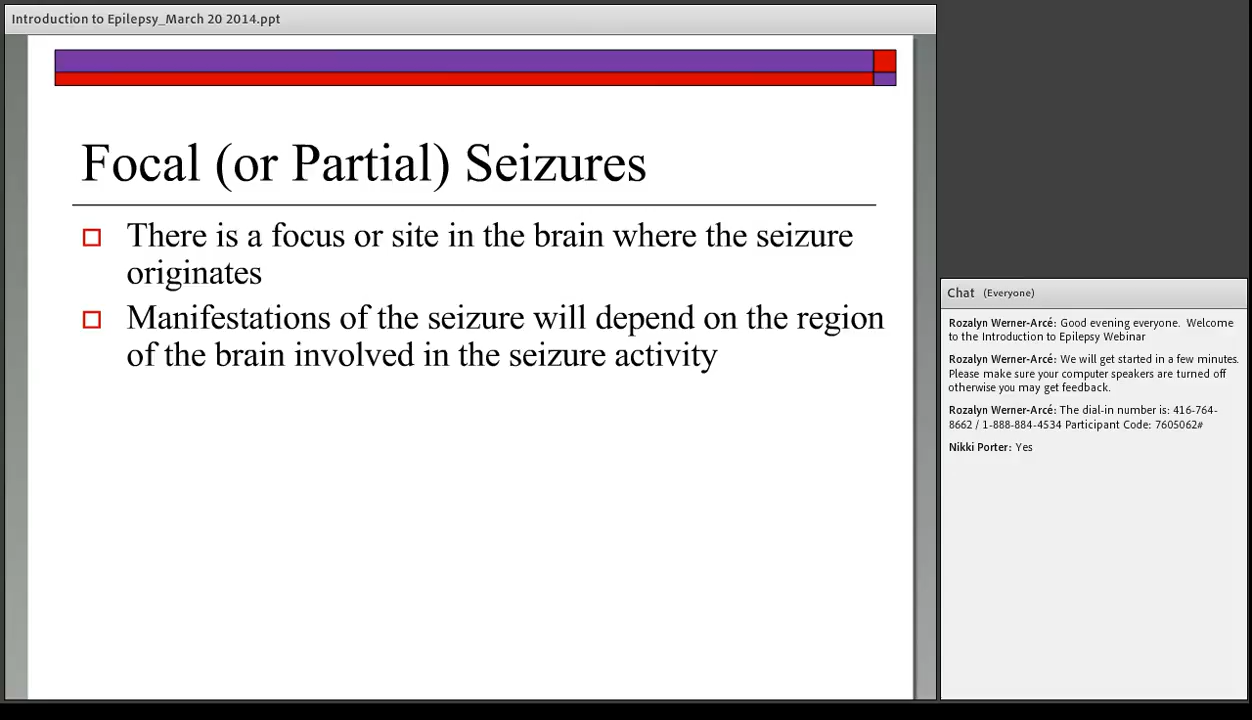 Introduction to Epilepsy_March 20 2014.ppt
Focal (or Partial) Seizures
There is a focus or site in the brain where the seizure
originates
Manifestations of the seizure will depend on the region
of the brain involved in the seizure activity
Chat (Everyone)
Rozalyn Werner-Arcé: Good evening everyone.  Welcome
to the Introduction to Epilepsy Webinar
Rozalyn Werner-Arcé: We will get started in a few minutes.
Please make sure your computer speakers are turned off
otherwise you may get feedback.
Rozalyn Werner-Arcé: The dial-in number is: 416-764-
8662 / 1-888-884-4534 Participant Code: 7605062#
Nikki Porter: Yes